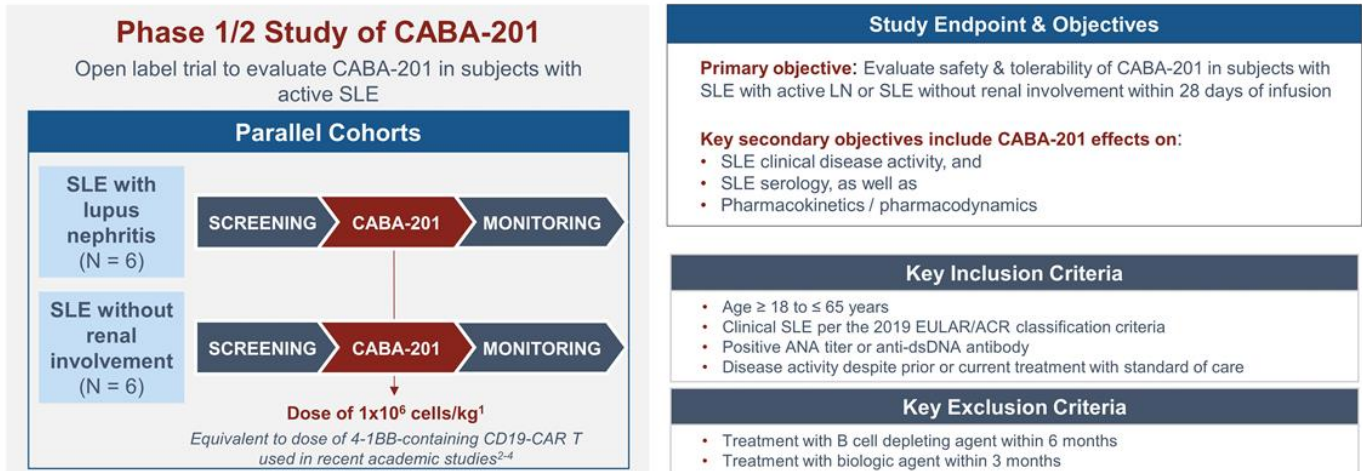 Phase 1/2 Study of CABA-201
Open label trial to evaluate CABA-201 in subjects with
active SLE
Parallel Cohorts
SLE with
lupus
nephritis
(N = 6)
SCREENING
CABA-201
MONITORING
SLE without
renal
involvement
(N = 6)
SCREENING
CABA-201
MONITORING
Dose of 1x10⁶ cells/kg¹
Equivalent to dose of 4-1BB-containing CD19-CAR T
used in recent academic studies²⁻⁴
Study Endpoint & Objectives
Primary objective: Evaluate safety & tolerability of CABA-201 in subjects with
SLE with active LN or SLE without renal involvement within 28 days of infusion
Key secondary objectives include CABA-201 effects on:
• SLE clinical disease activity, and
• SLE serology, as well as
• Pharmacokinetics / pharmacodynamics
Key Inclusion Criteria
• Age ≥ 18 to ≤ 65 years
• Clinical SLE per the 2019 EULAR/ACR classification criteria
• Positive ANA titer or anti-dsDNA antibody
• Disease activity despite prior or current treatment with standard of care
Key Exclusion Criteria
• Treatment with B cell depleting agent within 6 months
• Treatment with biologic agent within 3 months